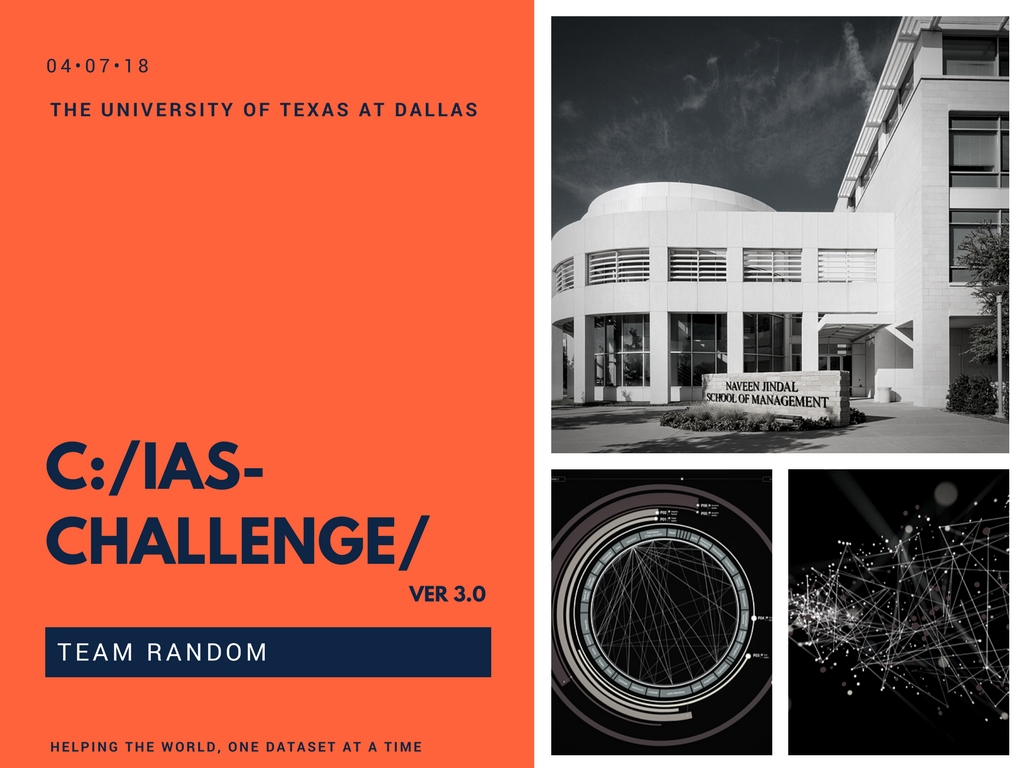 04•07•18
THE UNIVERSITY OF TEXAS AT DALLAS
C:/IAS-
CHALLENGE/
VER 3.0
TEAM RANDOM
HELPING THE WORLD, ONE DATASET AT A TIME
NAVEEN JINDAL
SCHOOL OF MANAGEMENT